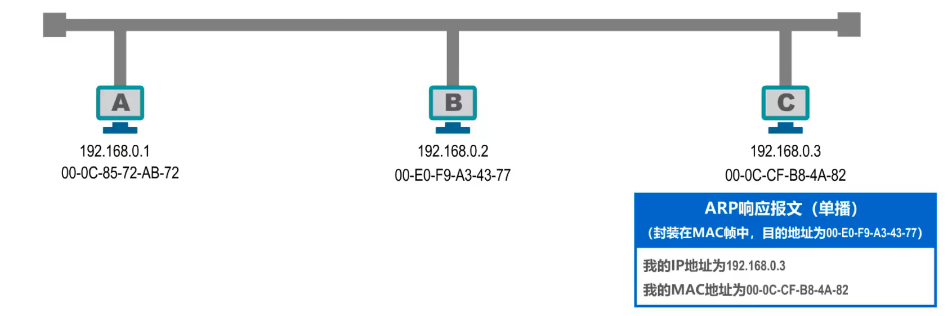 A B C
192.168.0.1 192.168.0.2 192.168.0.3
00-0C-85-72-AB-72 00-E0-F9-A3-43-77 00-0C-CF-B8-4A-82
ARP响应报文（单播）
（封装在MAC帧中，目的地址为00-E0-F9-A3-43-77）
我的IP地址为192.168.0.3
我的MAC地址为00-0C-CF-B8-4A-82